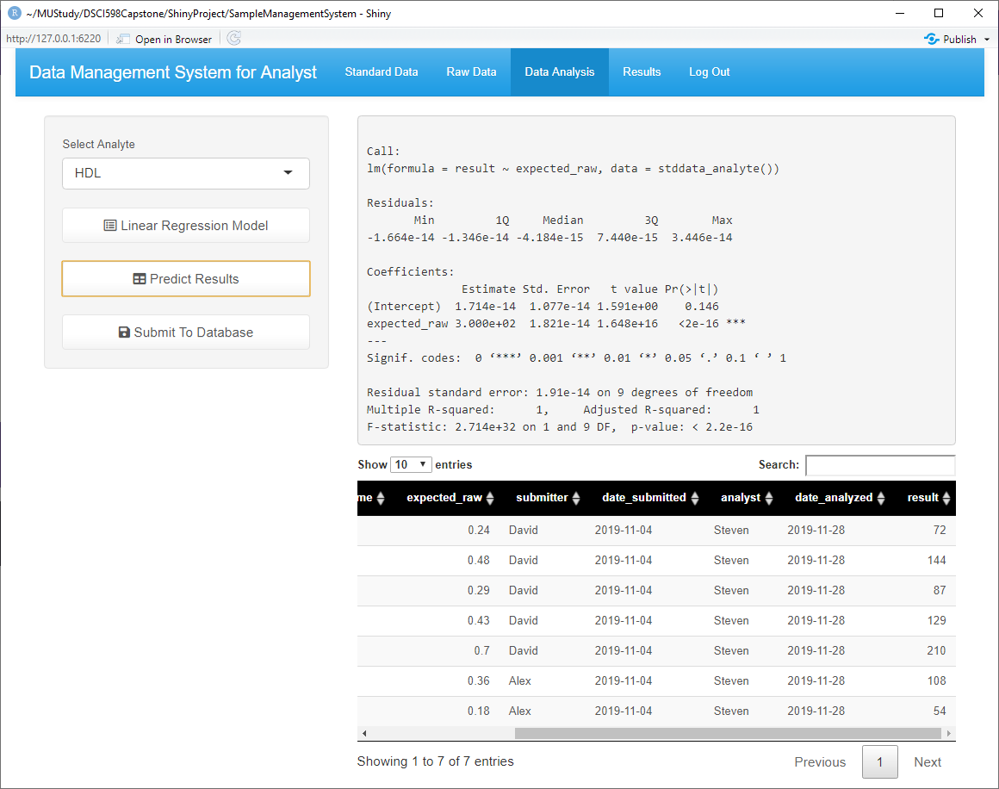 ~/MUStudy/DSCI598Capstone/ShinyProject/SampleManagementSystem - Shiny
http://127.0.0.1:6220 Open in Browser Publish
Data Management System for Analyst Standard Data Raw Data Data Analysis Results Log Out
Select Analyte
HDL
Linear Regression Model
Predict Results
Submit To Database
Call:
lm(formula = result ~ expected_raw, data = stddata_analyte())
Residuals:
Min 1Q Median 3Q Max
-1.664e-14 -1.346e-14 -4.184e-15 7.440e-15 3.446e-14
Coefficients:
Estimate Std. Error t value Pr(>|t|)
(Intercept) 1.714e-14 1.077e-14 1.591e+00 0.146
expected_raw 3.000e+02 1.821e-14 1.648e+16 <2e-16 ***
---
Signif. codes: 0 ‘***’ 0.001 ‘**’ 0.01 ‘*’ 0.05 ‘.’ 0.1 ‘ ’ 1
Residual standard error: 1.91e-14 on 9 degrees of freedom
Multiple R-squared: 1, Adjusted R-squared: 1
F-statistic: 2.714e+32 on 1 and 9 DF, p-value: < 2.2e-16
Show 10 entries Search:
me expected_raw submitter date_submitted analyst date_analyzed result
0.24 David 2019-11-04 Steven 2019-11-28 72
0.48 David 2019-11-04 Steven 2019-11-28 144
0.29 David 2019-11-04 Steven 2019-11-28 87
0.43 David 2019-11-04 Steven 2019-11-28 129
0.7 David 2019-11-04 Steven 2019-11-28 210
0.36 Alex 2019-11-04 Steven 2019-11-28 108
0.18 Alex 2019-11-04 Steven 2019-11-28 54
Showing 1 to 7 of 7 entries Previous 1 Next